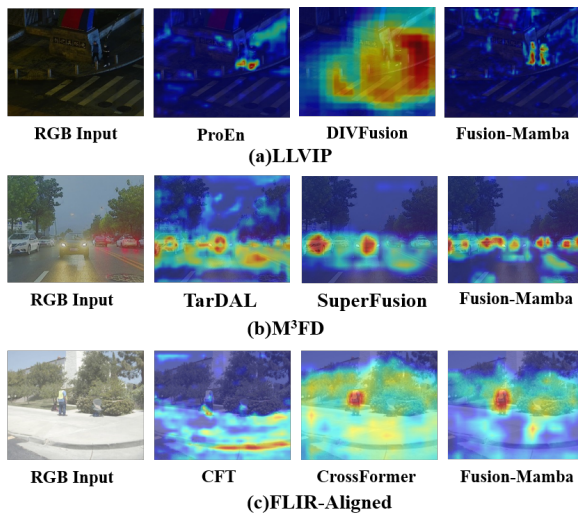 RGB Input ProEn DIVFusion Fusion-Mamba
(a)LLVIP
RGB Input TarDAL SuperFusion Fusion-Mamba
(b)M³FD
RGB Input CFT CrossFormer Fusion-Mamba
(c)FLIR-Aligned